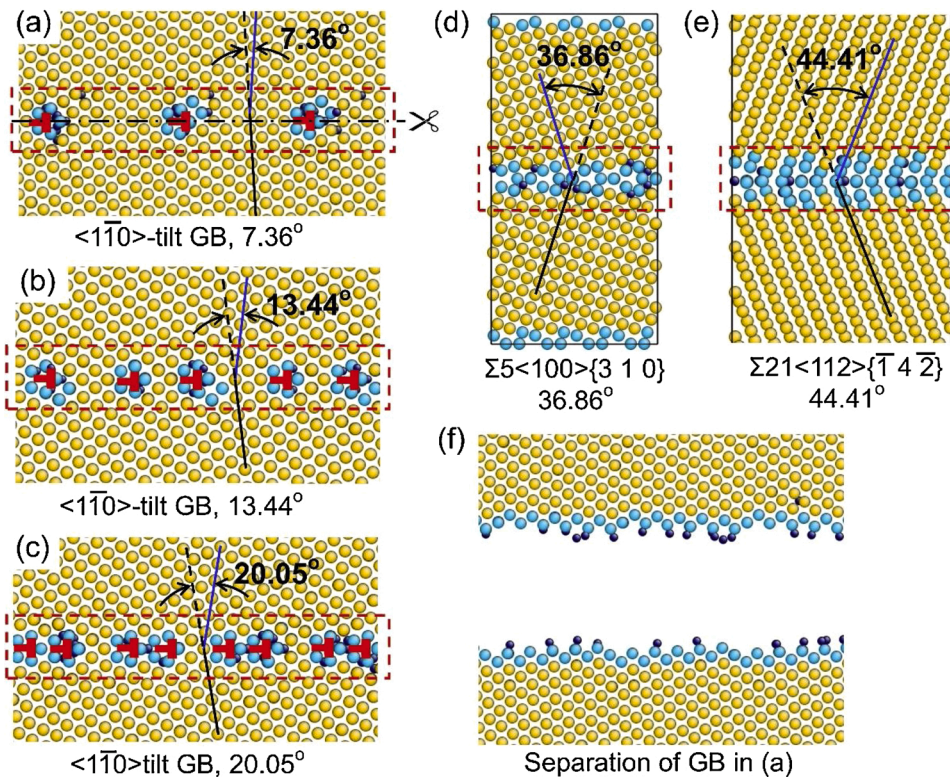 (a)
7.36°
<11̅0>-tilt GB, 7.36°
(b)
13.44°
<11̅0>-tilt GB, 13.44°
(c)
20.05°
<11̅0>tilt GB, 20.05°
(d)
36.86°
Σ5<100>{3 1 0}
36.86°
(e)
44.41°
Σ21<112>{1̅ 4 2̅}
44.41°
(f)
Separation of GB in (a)